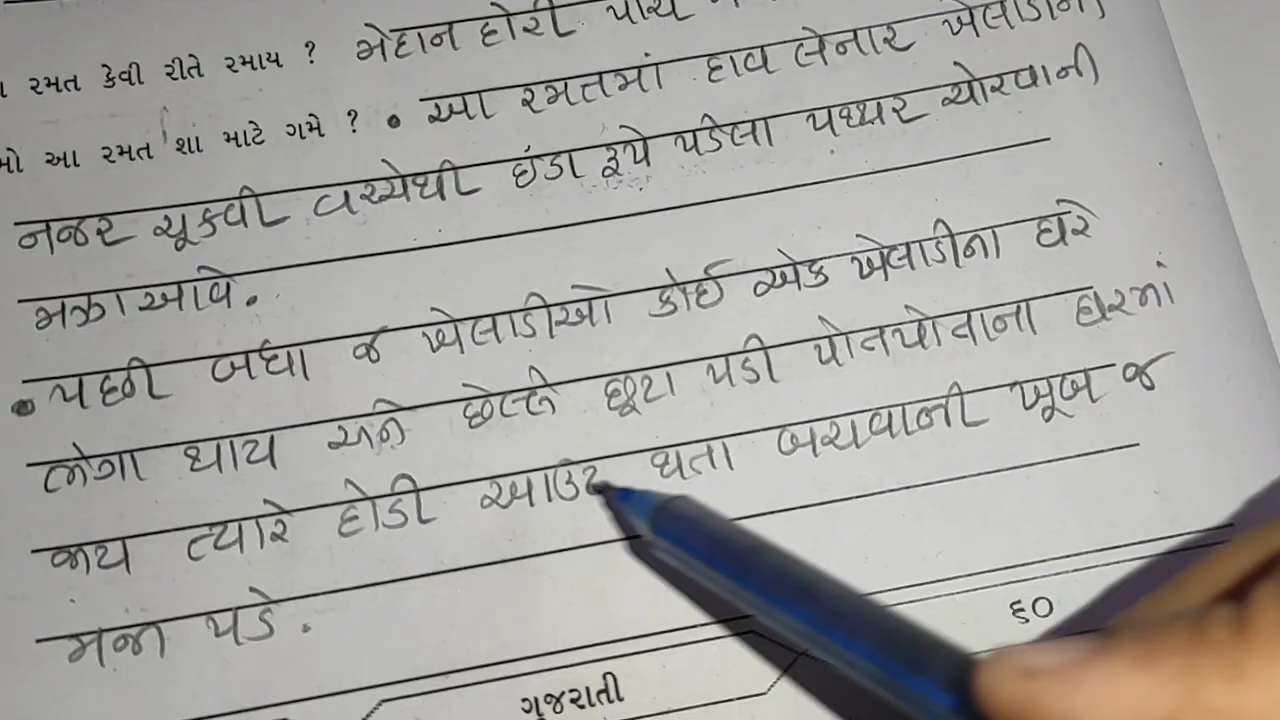 રમત કેવી રીતે રમાય ? મેદાન દોરી
આ રમત શા માટે ગમે ? • આ રમતમાં દાવ લેનાર ખેલાડીની
નજર ચૂકવી વચ્ચેથી ઈંડા રૂપે પડેલા પથ્થર ચોરવાની
મઝા આવે.
• પછી બધા જ ખેલાડીઓ કોઈ એક ખેલાડીના ઘરે
ભેગા થાય અને છેલ્લે છૂટા પડી પોતપોતાના ઘરમાં
જાય ત્યારે દોડી આઉટ થતા બચવાની ખૂબ જ
મજા પડે.
૬૦
ગુજરાતી